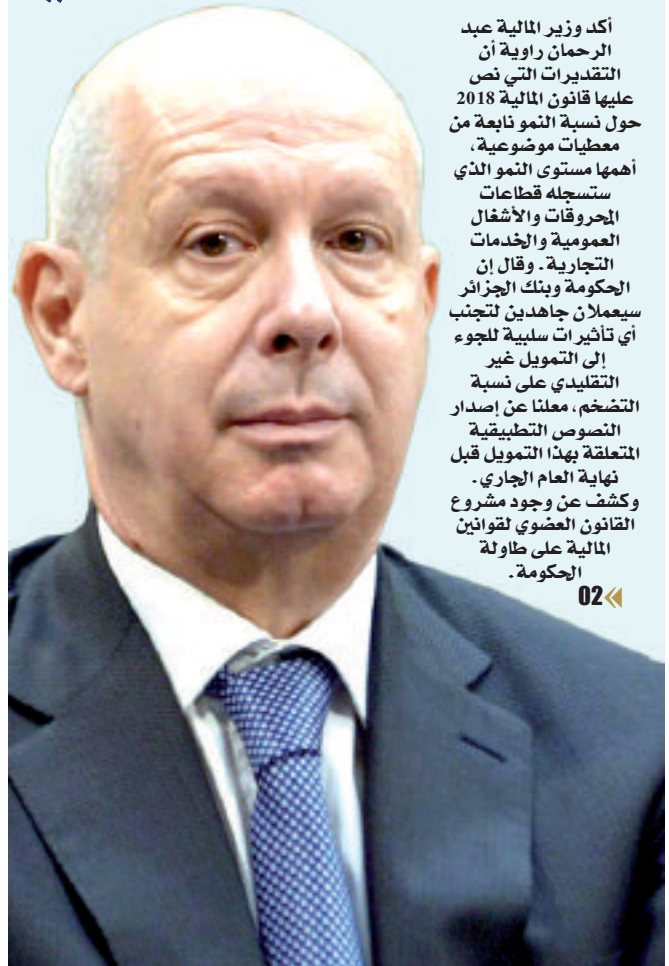 أكد وزير المالية عبد
الرحمان راوية أن
التقديرات التي نص
عليها قانون المالية 2018
حول نسبة النمو نابعة من
معطيات موضوعية،
أهمها مستوى النمو الذي
ستسجله قطاعات
المحروقات والأشغال
العمومية والخدمات
التجارية. وقال إن
الحكومة وبنك الجزائر
سيعملان جاهدين لتجنب
أي تأثيرات سلبية للجوء
إلى التمويل غير
التقليدي على نسبة
التضخم، معلنا عن إصدار
النصوص التطبيقية
المتعلقة بهذا التمويل قبل
نهاية العام الجاري.
وكشف عن وجود مشروع
القانون العضوي لقوانين
المالية على طاولة
الحكومة.
02